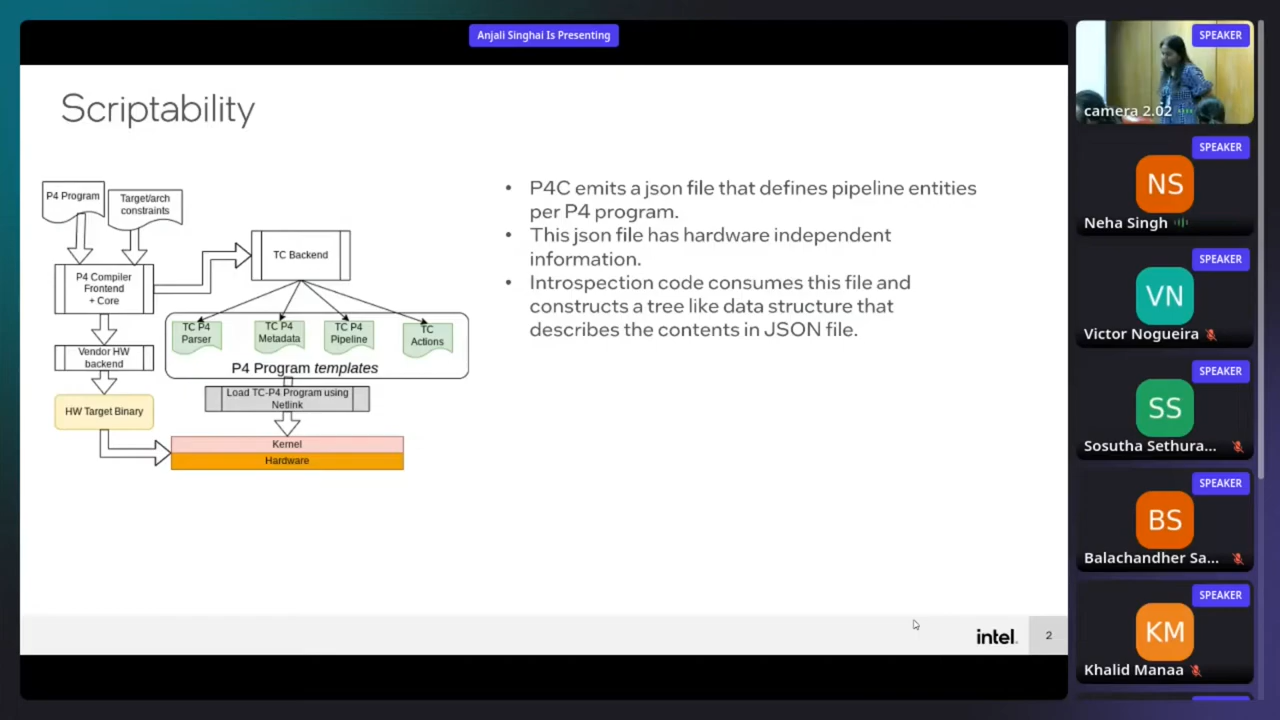 Anjali Singhai Is Presenting
Scriptability
P4 Program
Target/arch
constraints
P4 Compiler
Frontend
+ Core
TC Backend
TC P4
Parser
TC P4
Metadata
TC P4
Pipeline
TC
Actions
P4 Program templates
Vendor HW
backend
Load TC-P4 Program using
Netlink
HW Target Binary
Kernel
Hardware
• P4C emits a json file that defines pipeline entities
per P4 program.
• This json file has hardware independent
information.
• Introspection code consumes this file and
constructs a tree like data structure that
describes the contents in JSON file.
intel.
2
SPEAKER
camera 2.02
SPEAKER
NS
Neha Singh
SPEAKER
VN
Victor Nogueira
SPEAKER
SS
Sosutha Sethura...
SPEAKER
BS
Balachandher Sa...
SPEAKER
KM
Khalid Manaa